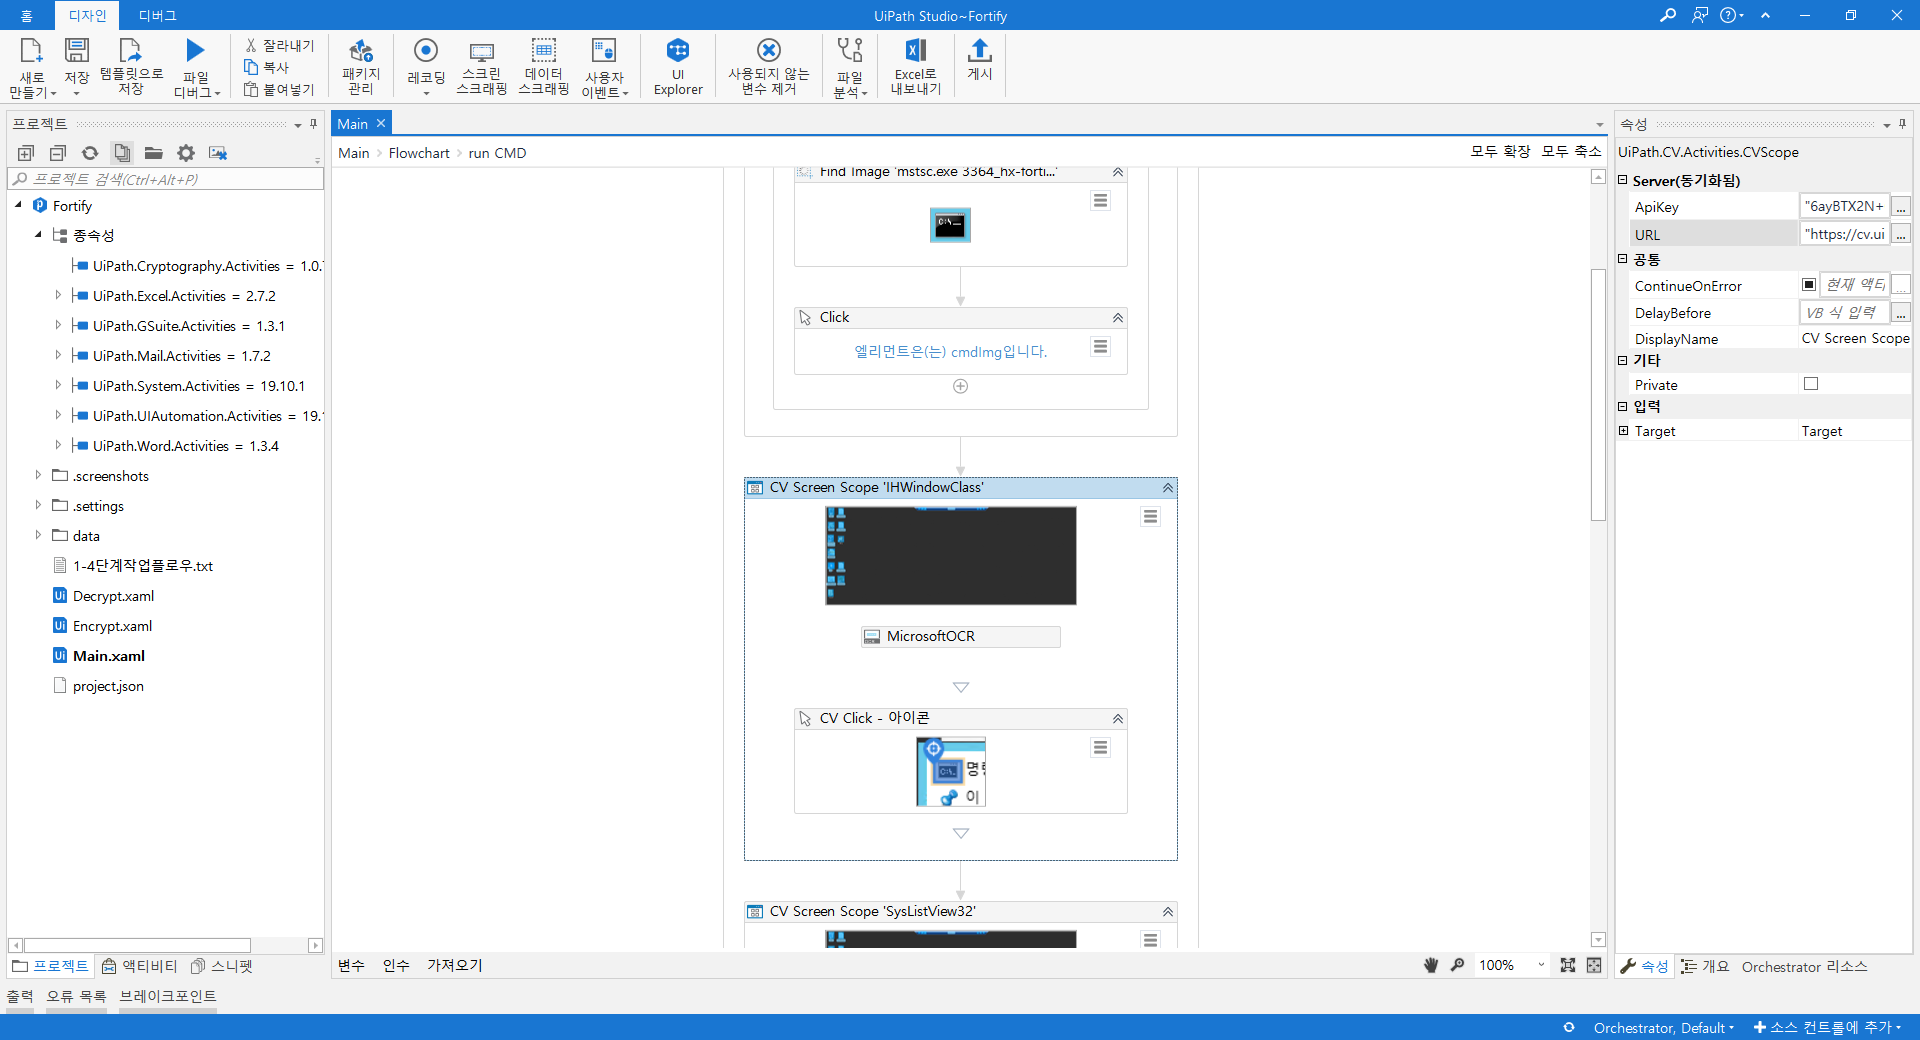 홈 디자인 디버그 UiPath Studio~Fortify
새로 만들기
저장
템플릿으로 저장
파일 디버그
잘라내기
복사
붙여넣기
패키지 관리
레코딩
스크린 스크래핑
데이터 스크래핑
사용자 이벤트
UI Explorer
사용되지 않는 변수 제거
파일 분석
Excel로 내보내기
게시
프로젝트
프로젝트 검색(Ctrl+Alt+P)
Fortify
종속성
UiPath.Cryptography.Activities = 1.0.
UiPath.Excel.Activities = 2.7.2
UiPath.GSuite.Activities = 1.3.1
UiPath.Mail.Activities = 1.7.2
UiPath.System.Activities = 19.10.1
UiPath.UIAutomation.Activities = 19.
UiPath.Word.Activities = 1.3.4
.screenshots
.settings
data
1-4단계작업플로우.txt
Decrypt.xaml
Encrypt.xaml
Main.xaml
project.json
프로젝트 액티비티 스니펫
Main
Main Flowchart run CMD
모두 확장 모두 축소
Find Image 'mstsc.exe 3364_hx-forti...'
Click
엘리먼트은(는) cmdImg입니다.
CV Screen Scope 'IHWindowClass'
MicrosoftOCR
CV Click - 아이콘
이
CV Screen Scope 'SysListView32'
변수 인수 가져오기
100%
속성
UiPath.CV.Activities.CVScope
Server(동기화됨)
ApiKey "6ayBTX2N+ ...
URL "https://cv.ui ...
공통
ContinueOnError 현재 액티 ...
DelayBefore VB 식 입력 ...
DisplayName CV Screen Scope
기타
Private
입력
Target Target
속성 개요 Orchestrator 리소스
출력 오류 목록 브레이크포인트
Orchestrator, Default 소스 컨트롤에 추가